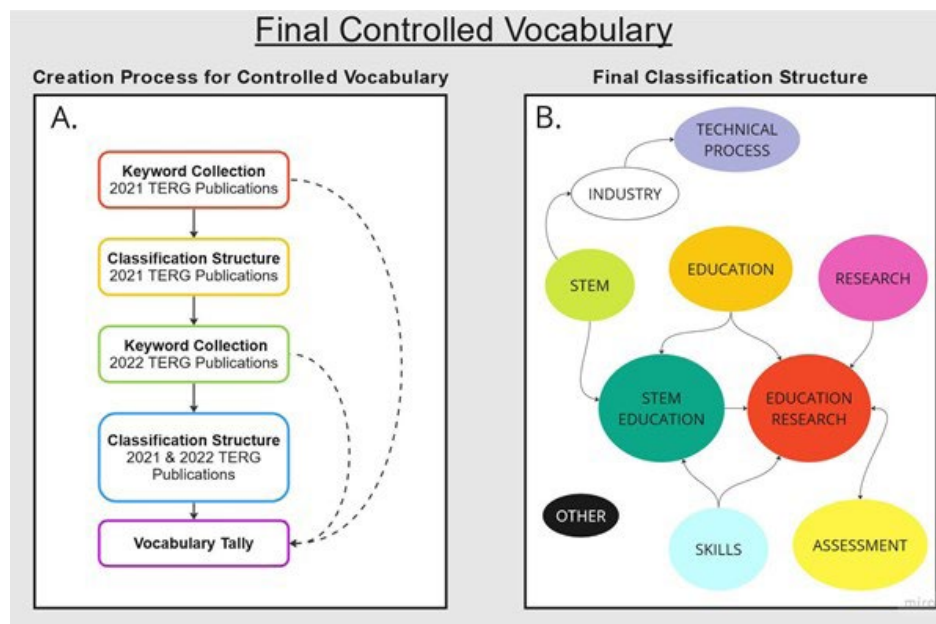 Final Controlled Vocabulary
Creation Process for Controlled Vocabulary
A.
Keyword Collection
2021 TERG Publications
Classification Structure
2021 TERG Publications
Keyword Collection
2022 TERG Publications
Classification Structure
2021 & 2022 TERG
Publications
Vocabulary Tally
Final Classification Structure
B.
TECHNICAL
PROCESS
INDUSTRY
STEM
EDUCATION
RESEARCH
STEM
EDUCATION
EDUCATION
RESEARCH
OTHER
SKILLS
ASSESSMENT
miro